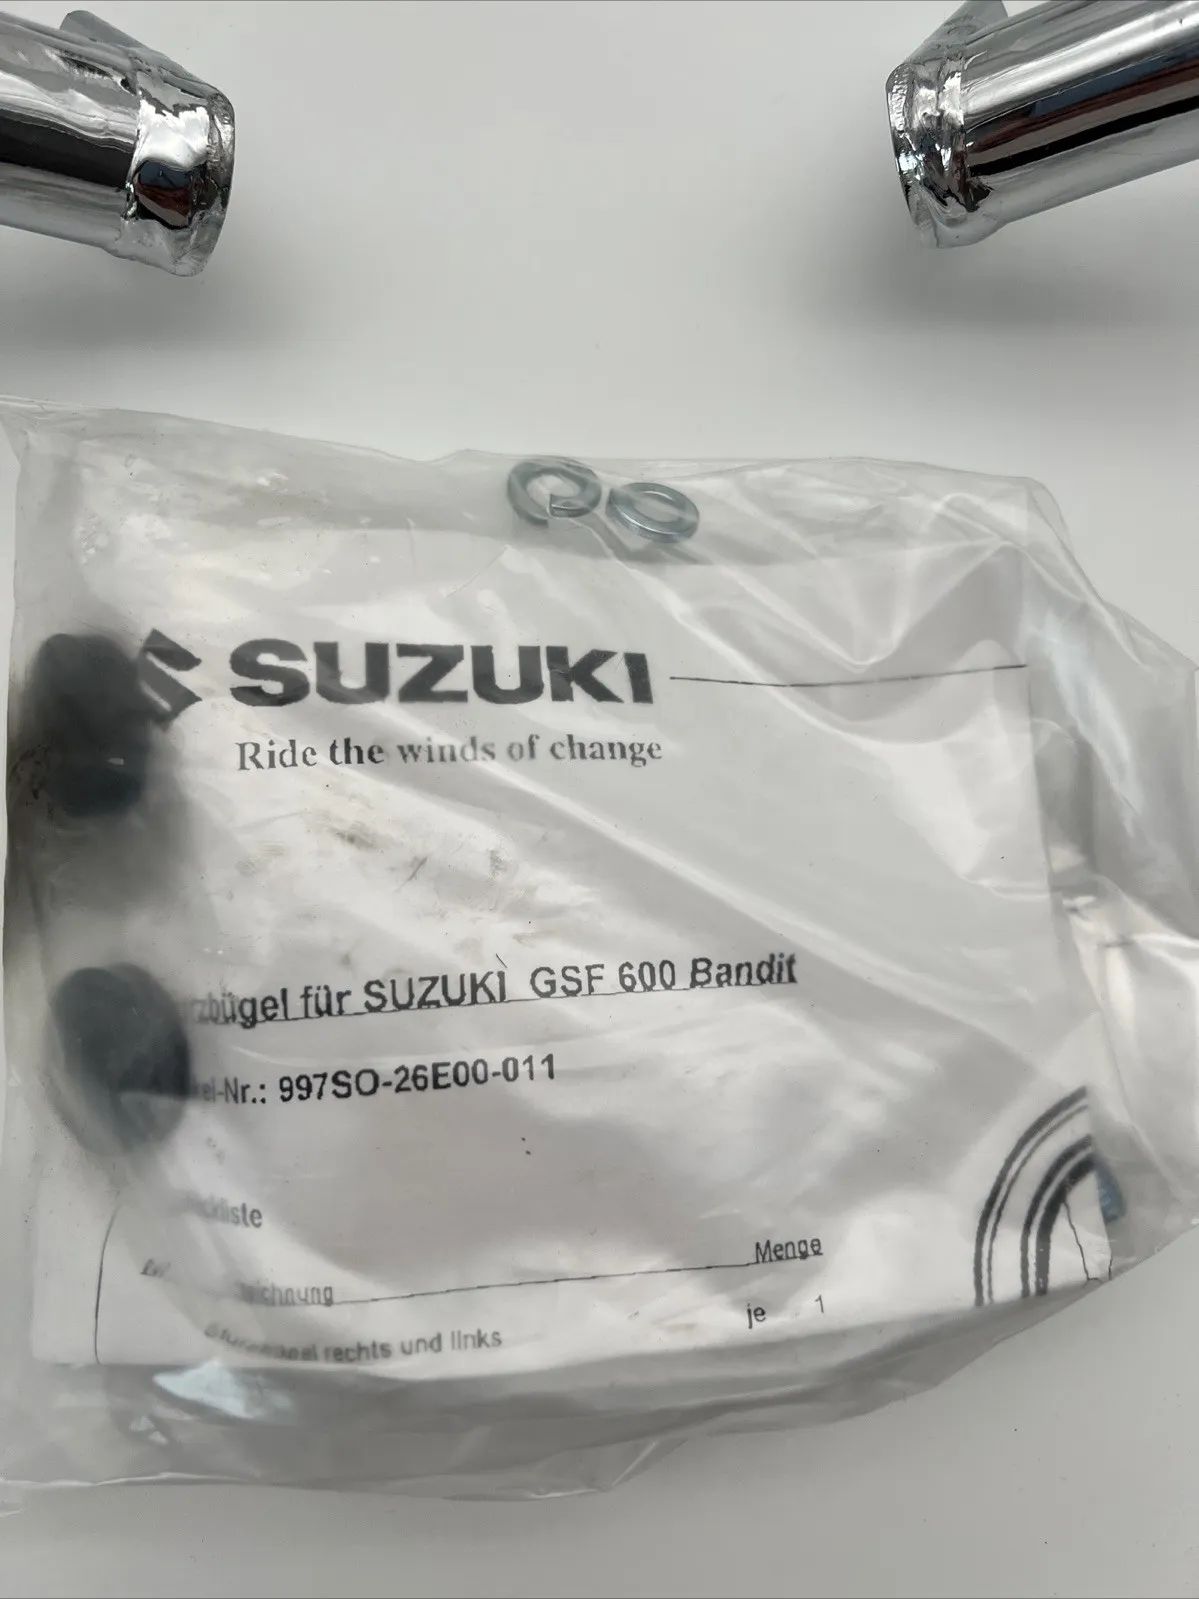 SUZUKI
Ride the winds of change
für SUZUKI GSF 600 Bandit
997SO-26E00-011
Menge
rechts und links je 1